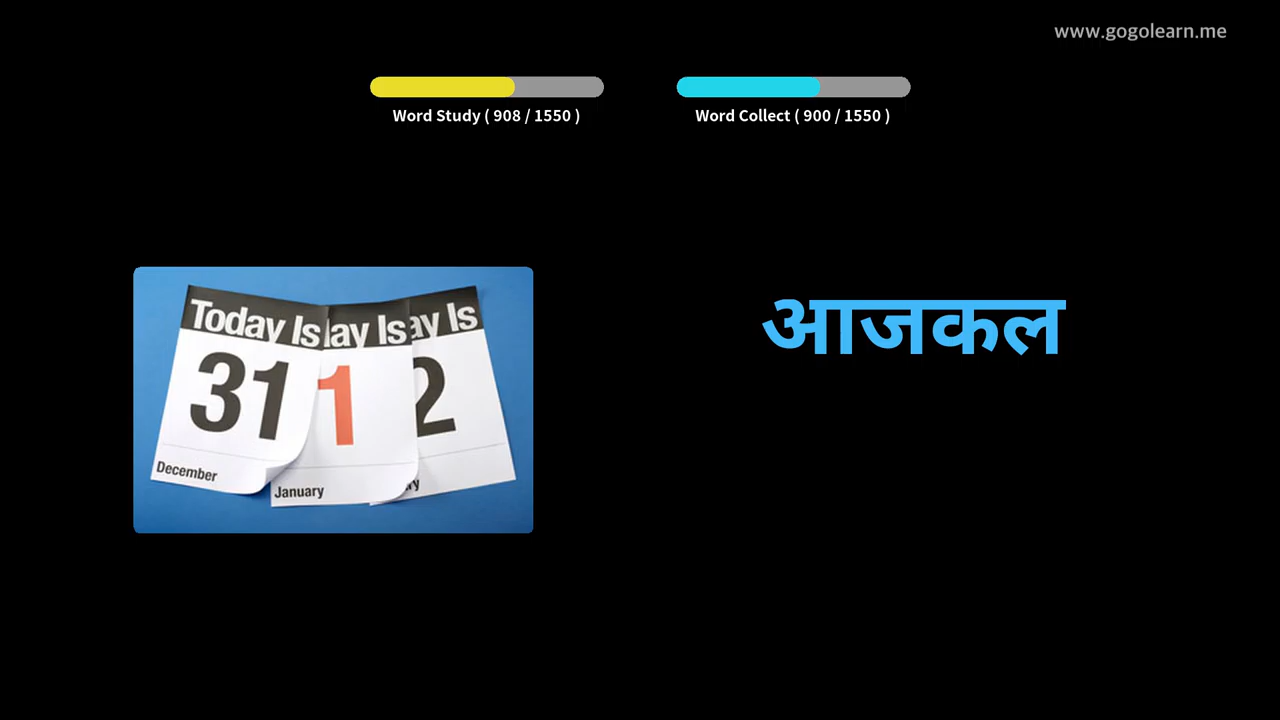 www.gogolearn.me
Word Study ( 908 / 1550 )
Word Collect ( 900 / 1550 )
Today Is
31
December
day Is
1
January
ay Is
2
ry
आजकल